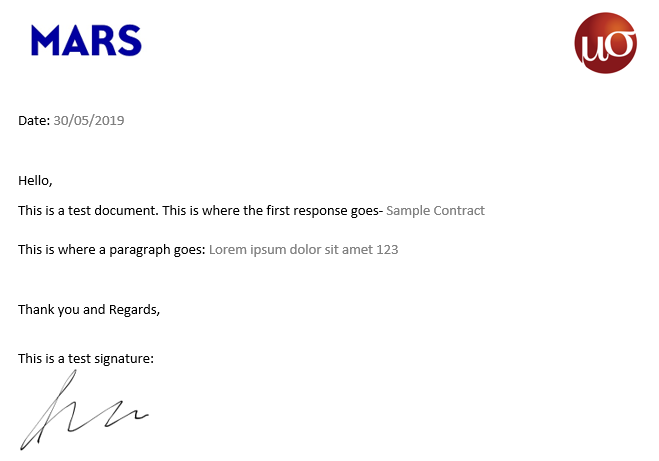 MARS
μσ
Date: 30/05/2019
Hello,
This is a test document. This is where the first response goes- Sample Contract
This is where a paragraph goes: Lorem ipsum dolor sit amet 123
Thank you and Regards,
This is a test signature: